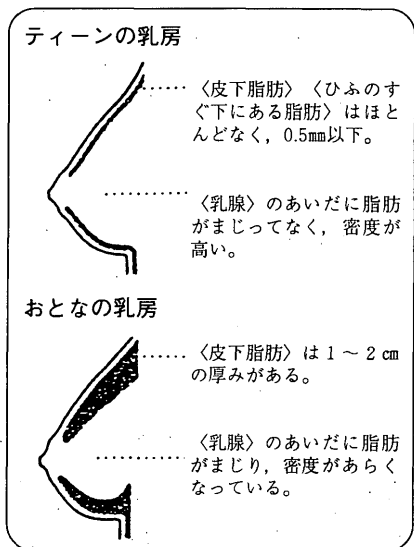 ティーンの乳房
〈皮下脂肪〉〈ひふのす
ぐ下にある脂肪〉はほと
んどなく，0.5mm以下。
〈乳腺〉のあいだに脂肪
がまじってなく，密度が
高い。
おとなの乳房
〈皮下脂肪〉は1～2cm
の厚みがある。
〈乳腺〉のあいだに脂肪
がまじり，密度があらく
なっている。